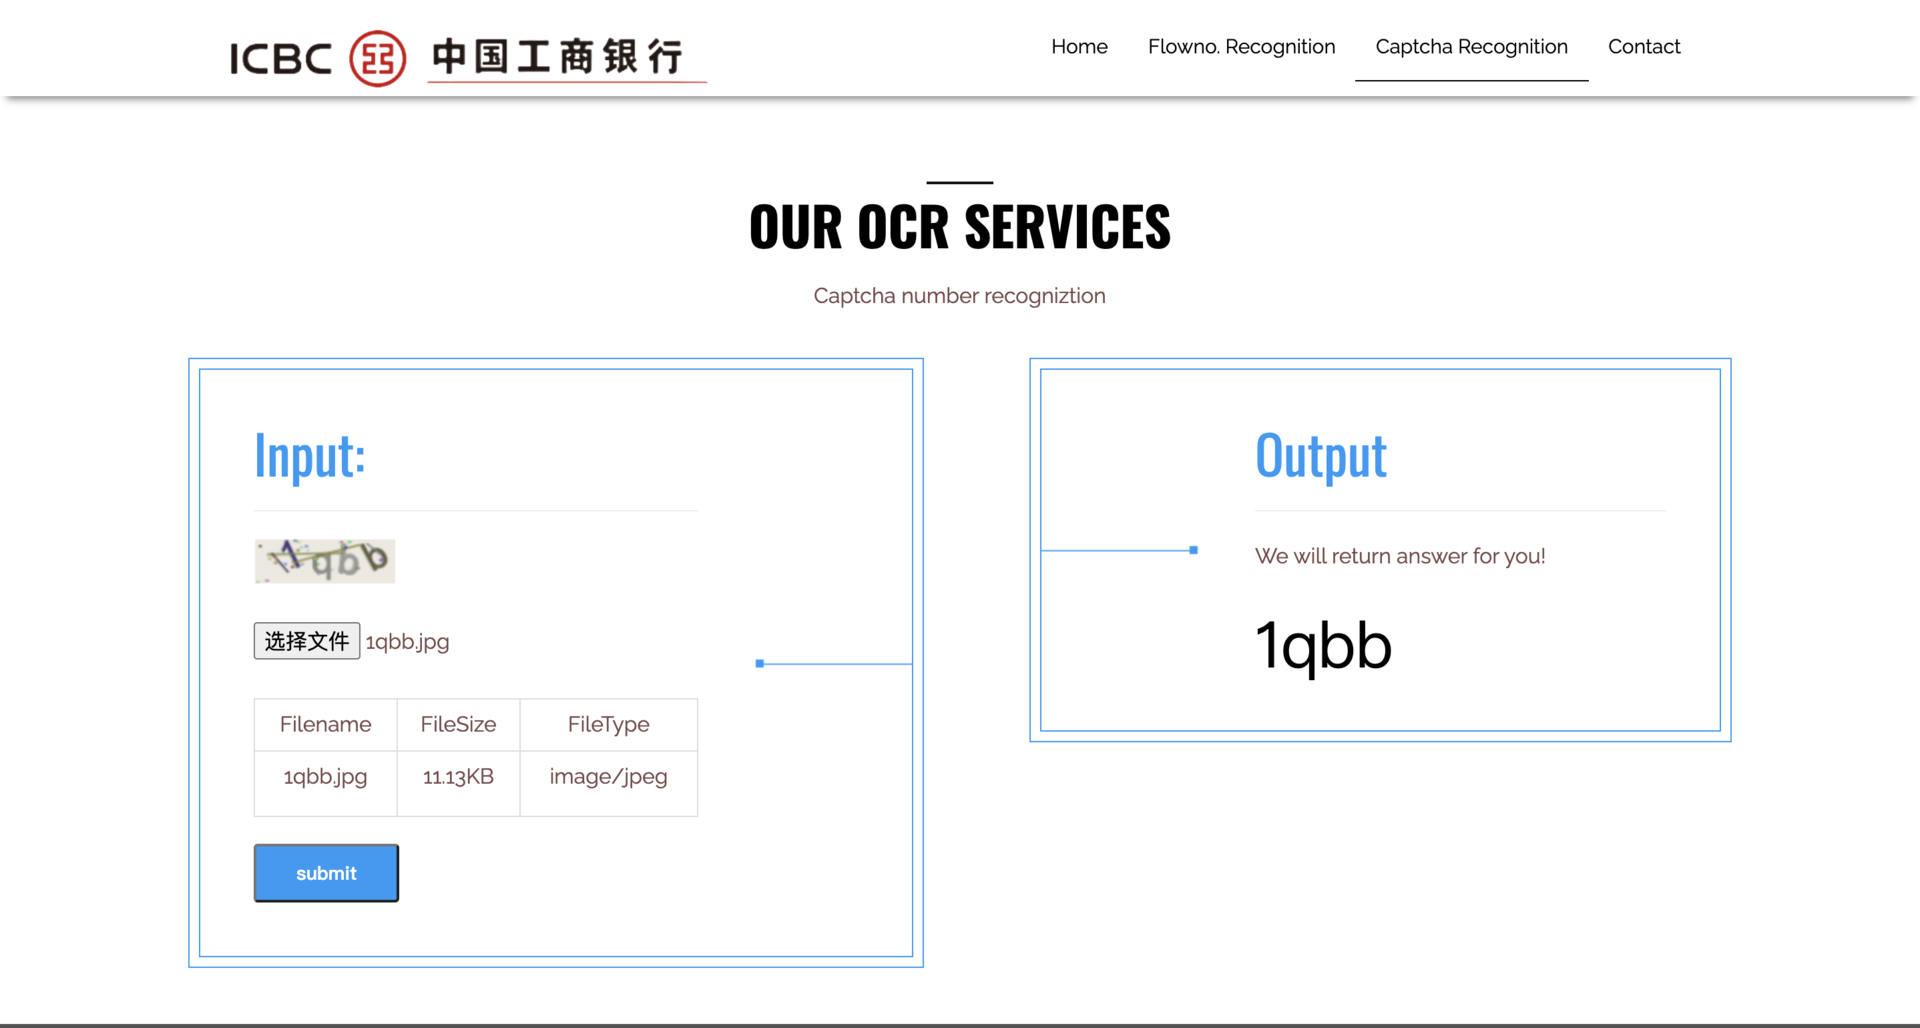 ICBC 中国工商银行
Home Flowno. Recognition Captcha Recognition Contact
OUR OCR SERVICES
Captcha number recogniztion
Input:
1qbb
选择文件 1qbb.jpg
Filename FileSize FileType
1qbb.jpg 11.13KB image/jpeg
submit
Output
We will return answer for you!
1qbb